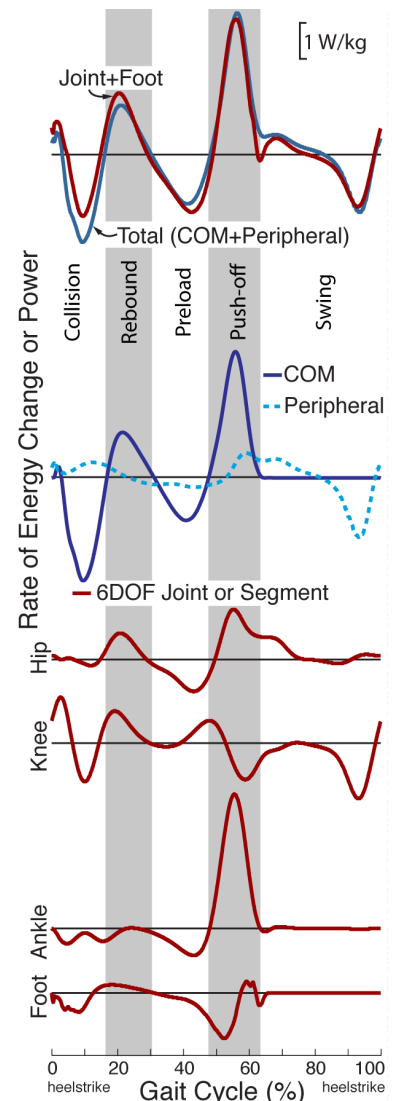 1 W/kg
Joint+Foot
Total (COM+Peripheral)
Collision
Rebound
Preload
Push-off
Swing
Rate of Energy Change or Power
COM
Peripheral
6DOF Joint or Segment
Hip
Knee
Ankle
Foot
0 20 40 60 80 100
heelstrike heelstrike
Gait Cycle (%)